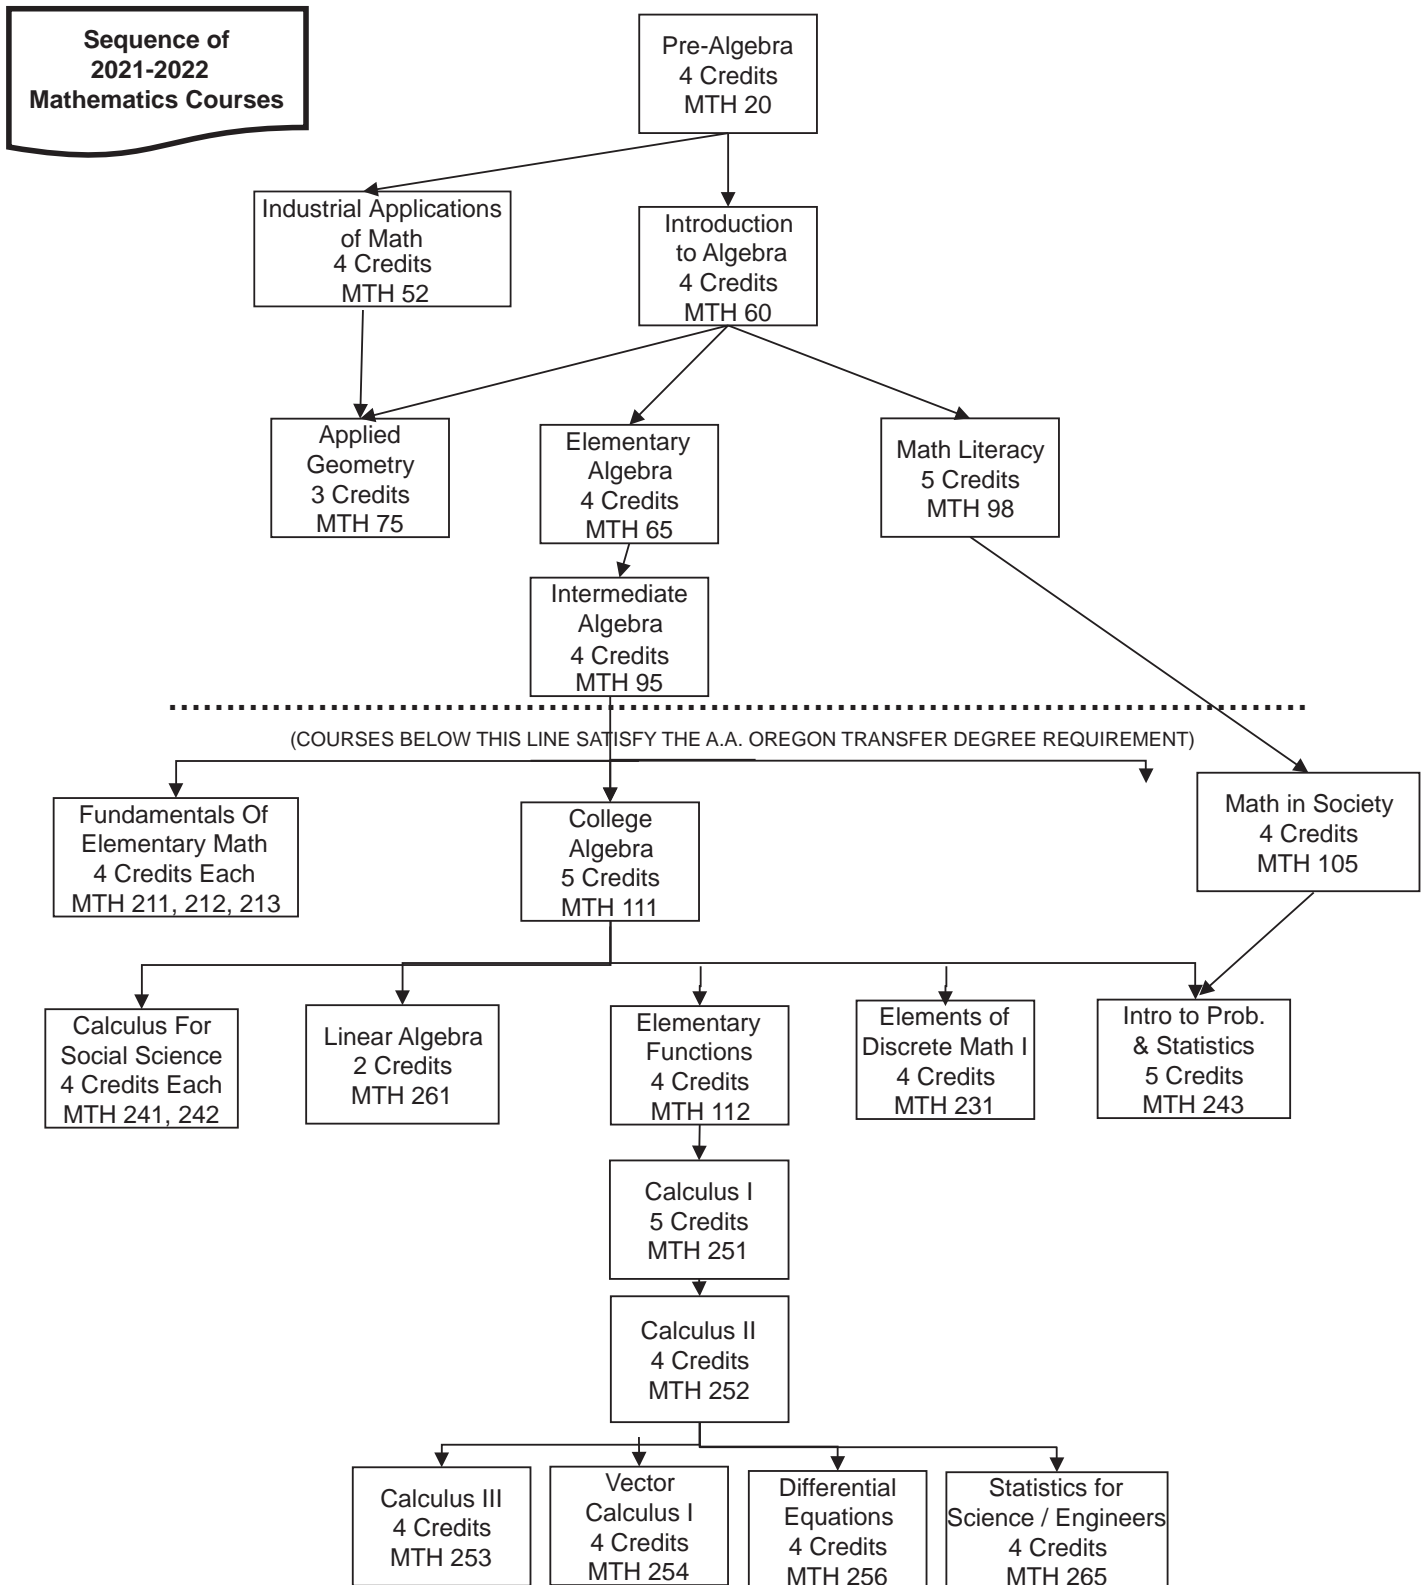 Sequence of
2021-2022
Mathematics Courses
Pre-Algebra
4 Credits
MTH 20
Industrial Applications
of Math
4 Credits
MTH 52
Introduction
to Algebra
4 Credits
MTH 60
Applied
Geometry
3 Credits
MTH 75
Elementary
Algebra
4 Credits
MTH 65
Math Literacy
5 Credits
MTH 98
Intermediate
Algebra
4 Credits
MTH 95
(COURSES BELOW THIS LINE SATISFY THE A.A. OREGON TRANSFER DEGREE REQUIREMENT)
Fundamentals Of
Elementary Math
4 Credits Each
MTH 211, 212, 213
College
Algebra
5 Credits
MTH 111
Math in Society
4 Credits
MTH 105
Calculus For
Social Science
4 Credits Each
MTH 241, 242
Linear Algebra
2 Credits
MTH 261
Elementary
Functions
4 Credits
MTH 112
Elements of
Discrete Math I
4 Credits
MTH 231
Intro to Prob.
& Statistics
5 Credits
MTH 243
Calculus I
5 Credits
MTH 251
Calculus II
4 Credits
MTH 252
Calculus III
4 Credits
MTH 253
Vector
Calculus I
4 Credits
MTH 254
Differential
Equations
4 Credits
MTH 256
Statistics for
Science / Engineers
4 Credits
MTH 265